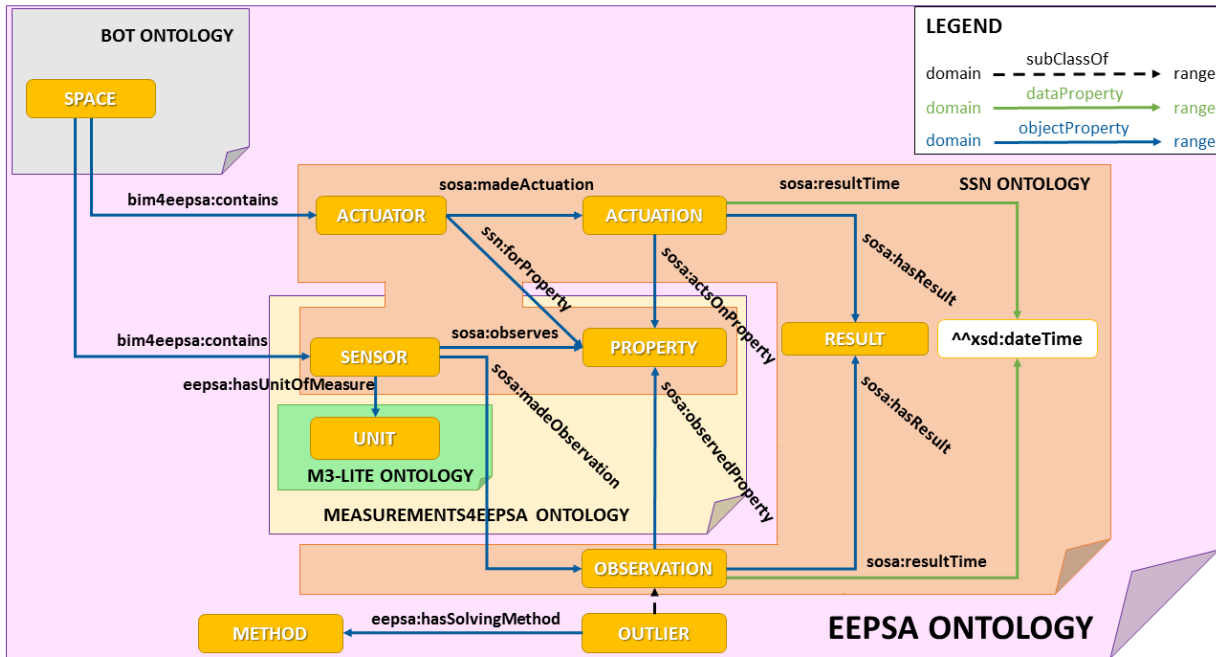 BOT ONTOLOGY
SPACE
LEGEND
domain subClassOf range
domain dataProperty range
domain objectProperty range
SSN ONTOLOGY
bim4eepsa:contains
ACTUATOR
sosa:madeActuation
ACTUATION
sosa:resultTime
ssn:forProperty
sosa:actsOnProperty
sosa:hasResult
bim4eepsa:contains
SENSOR
sosa:observes
PROPERTY
RESULT
^^xsd:dateTime
eepsa:hasUnitOfMeasure
sosa:madeObservation
sosa:observedProperty
sosa:hasResult
UNIT
M3-LITE ONTOLOGY
MEASUREMENTS4EEPSA ONTOLOGY
OBSERVATION
sosa:resultTime
METHOD
eepsa:hasSolvingMethod
OUTLIER
EEPSA ONTOLOGY